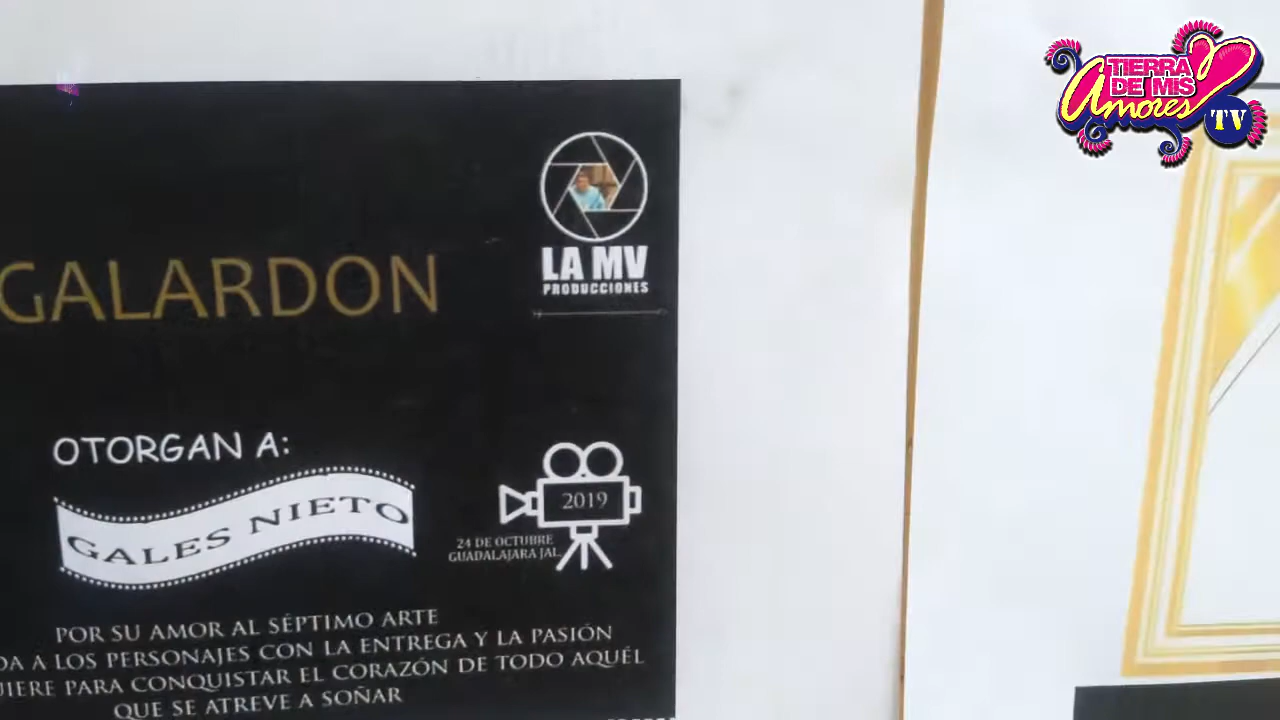 TIERRA
DE MIS
Amores
TV
LA MV
PRODUCCIONES
GALARDON
OTORGAN A:
GALES NIETO
2019
24 DE OCTUBRE
GUADALAJARA JAL.
POR SU AMOR AL SÉPTIMO ARTE
A LOS PERSONAJES CON LA ENTREGA Y LA PASIÓN
PARA CONQUISTAR EL CORAZÓN DE TODO AQUÉL
QUE SE ATREVE A SOÑAR